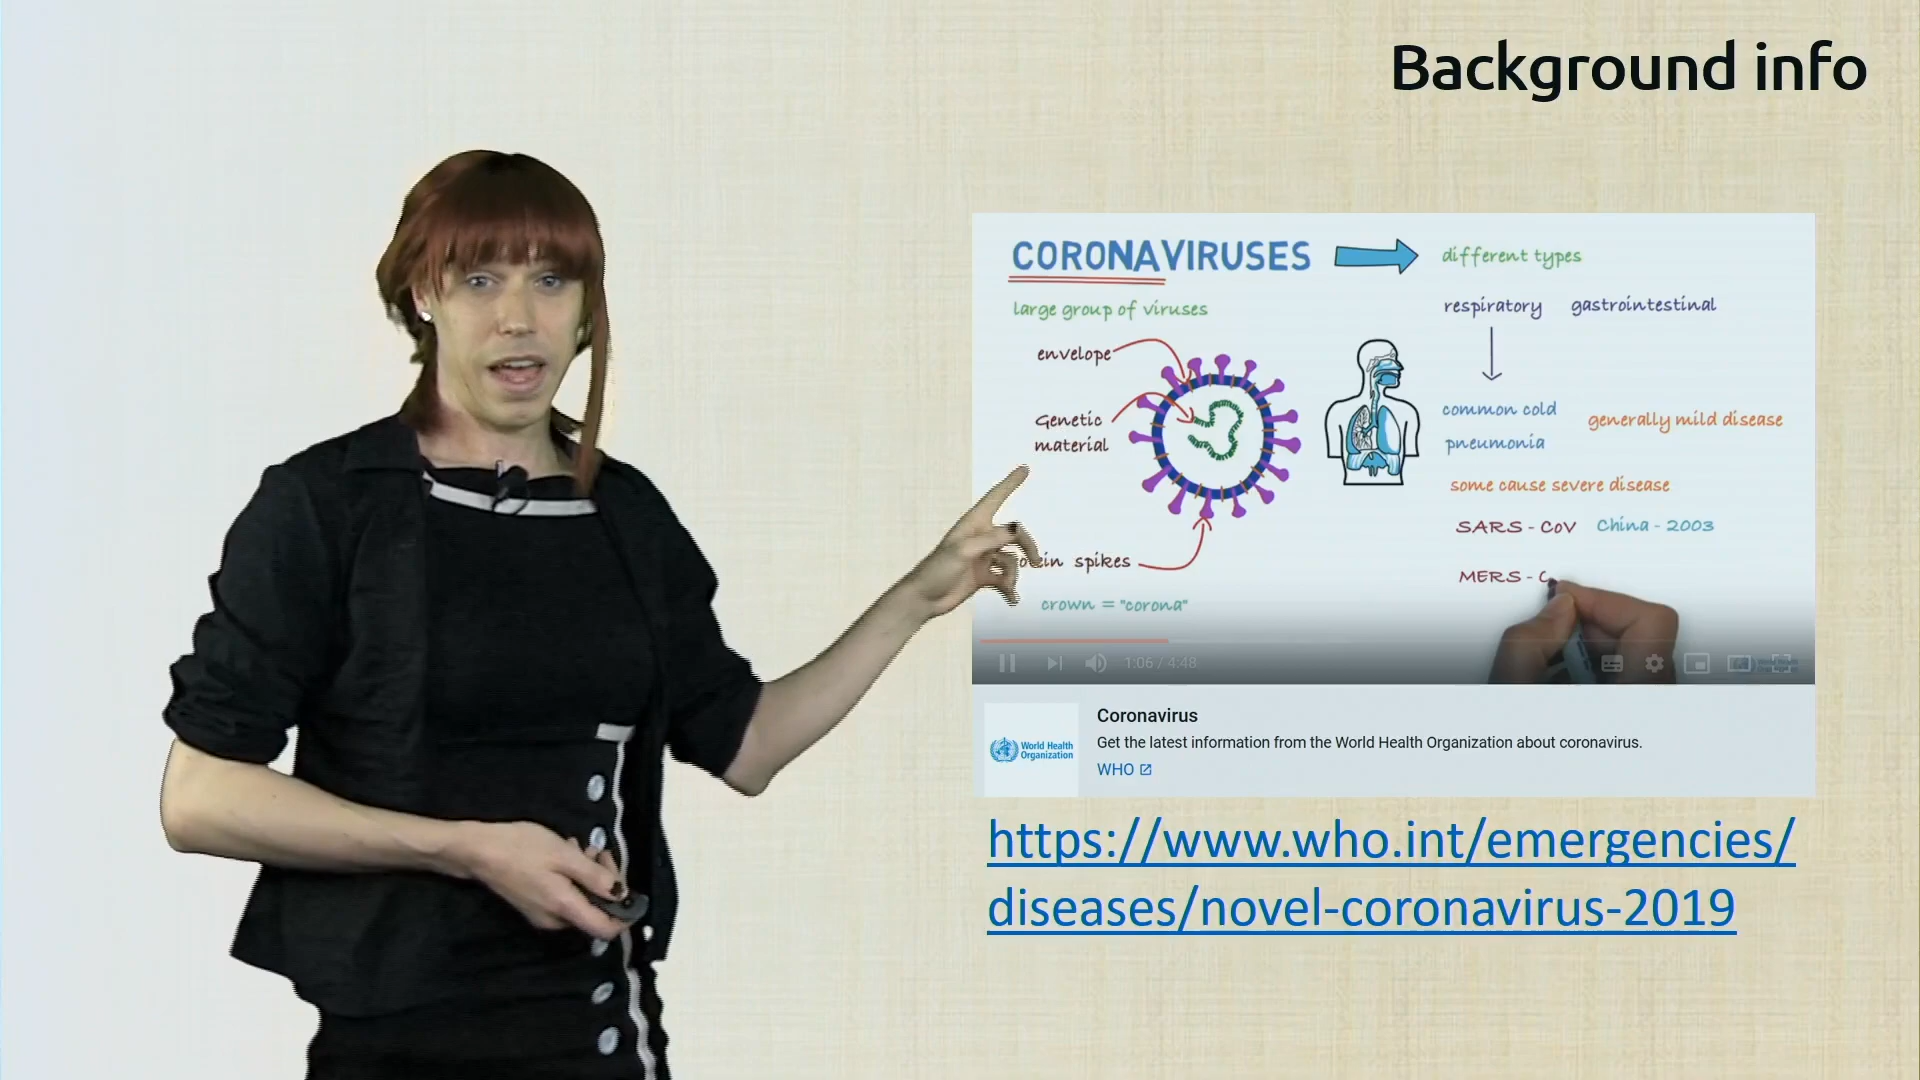 Background info
CORONAVIRUSES
different types
large group of viruses
respiratory gastrointestinal
envelope
Genetic
material
common cold
generally mild disease
pneumonia
some cause severe disease
SARS - CoV China - 2003
spikes
MERS - C
crown = "corona"
1:06 / 4:48
World Health
Organization
Coronavirus
Get the latest information from the World Health Organization about coronavirus.
WHO
https://www.who.int/emergencies/
diseases/novel-coronavirus-2019